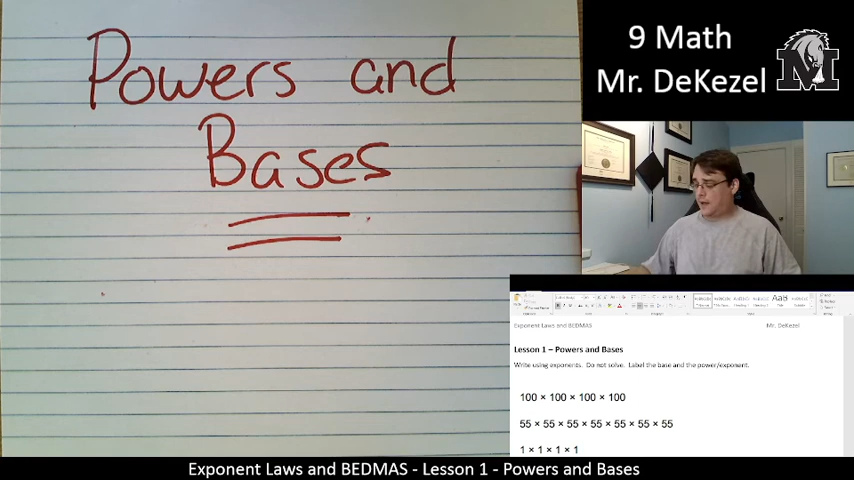 Powers and
Bases
9 Math
Mr. DeKezel
M
Exponent Laws and BEDMAS
Mr. DeKezel
Lesson 1 – Powers and Bases
Write using exponents. Do not solve. Label the base and the power/exponent.
100 × 100 × 100 × 100
55 × 55 × 55 × 55 × 55 × 55 × 55
1 × 1 × 1 × 1
Exponent Laws and BEDMAS - Lesson 1 - Powers and Bases